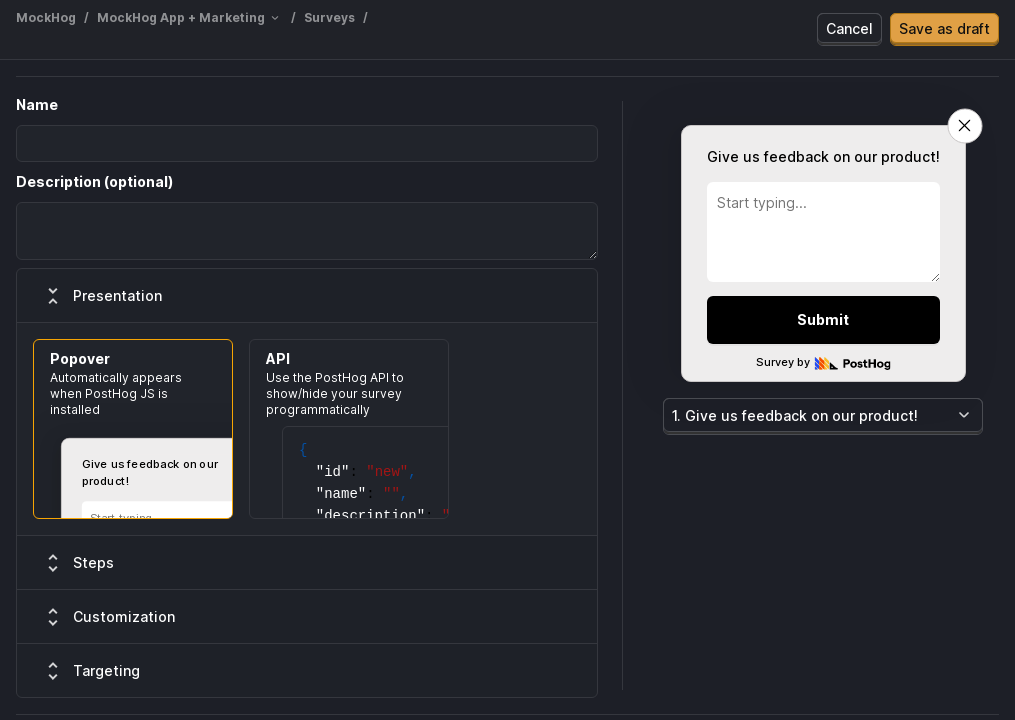 MockHog / MockHog App + Marketing / Surveys /
Cancel
Save as draft
Name
Description (optional)
Presentation
Popover
Automatically appears
when PostHog JS is
installed
Give us feedback on our
product!
Start typing
API
Use the PostHog API to
show/hide your survey
programmatically
{
"id": "new",
"name": "",
"description": "
Steps
Customization
Targeting
Give us feedback on our product!
Start typing...
Submit
Survey by PostHog
1. Give us feedback on our product!